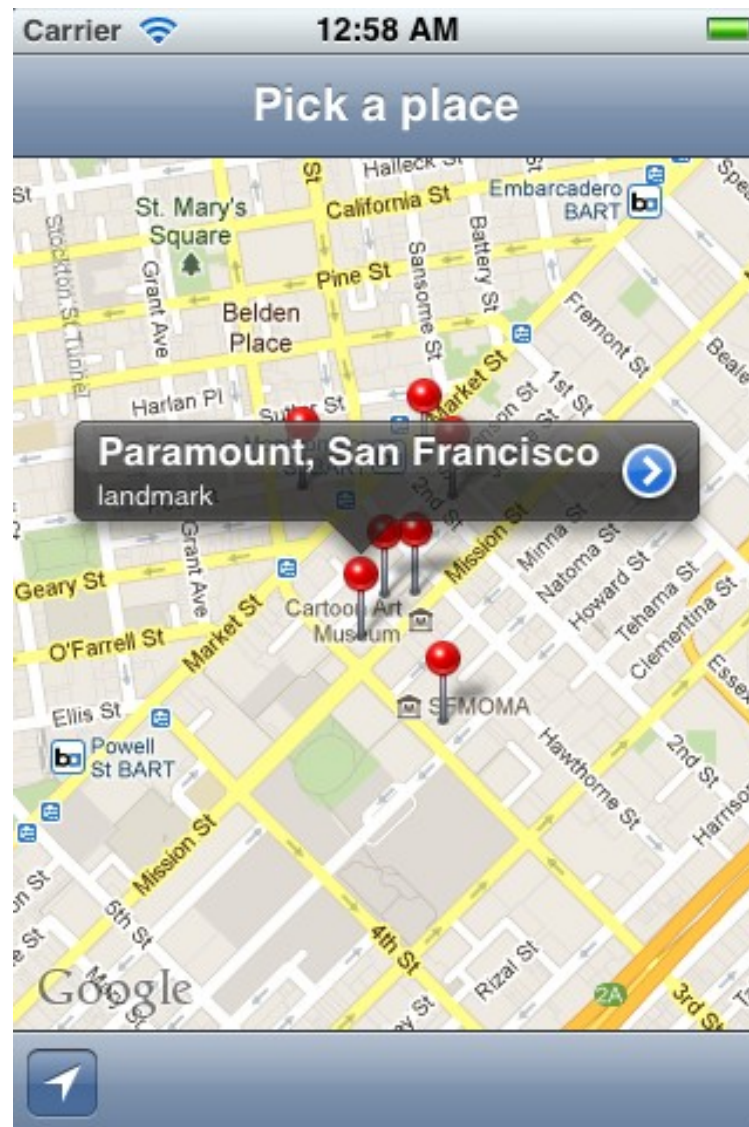 Carrier
12:58 AM
Pick a place
St
Halleck St
St
St. Mary's
Square
California St
Embarcadero
BART
Stockton St Tunnel
Grant Ave
Battery St
Sansome St
Pine St
Belden
Place
Fremont St
Beale
Market St
1st St
Harlan Pl
Sutter St
Paramount, San Francisco
landmark
2nd St
Mission St
Minna St
Natoma St
Howard St
Tehama St
Clementina St
Essex
Grant Ave
Geary St
Market St
Cartoon Art
Museum
O'Farrell St
SFMOMA
Ellis St
Powell
St BART
Hawthorne St
2nd St
Harrison
Mission St
5th St
4th St
Rizal St
2A
3rd St
Google